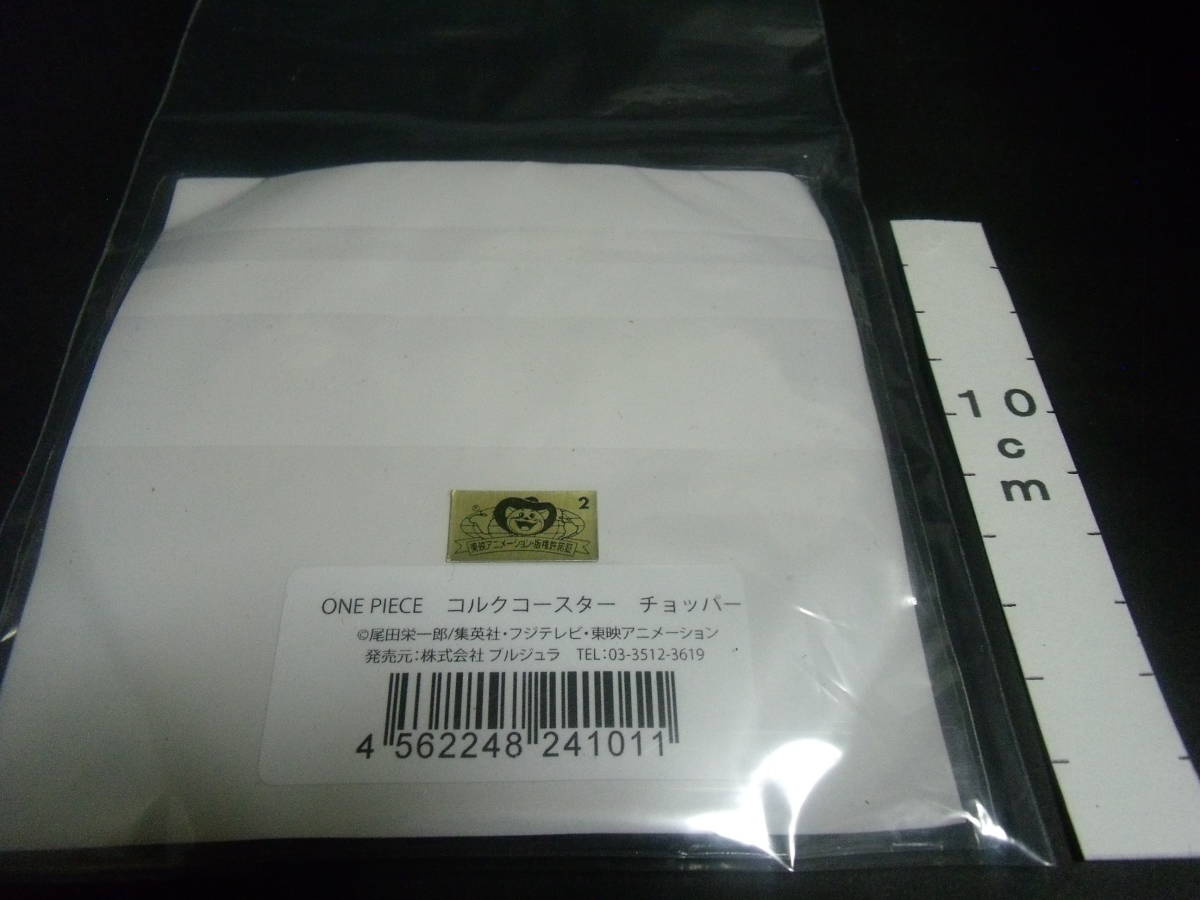 2
東映アニメーション・版権許諾証
ONE PIECE　コルクコースター　チョッパー
©尾田栄一郎/集英社・フジテレビ・東映アニメーション
発売元：株式会社 ブルジュラ　TEL：03-3512-3619
4 562248 241011
10
cm